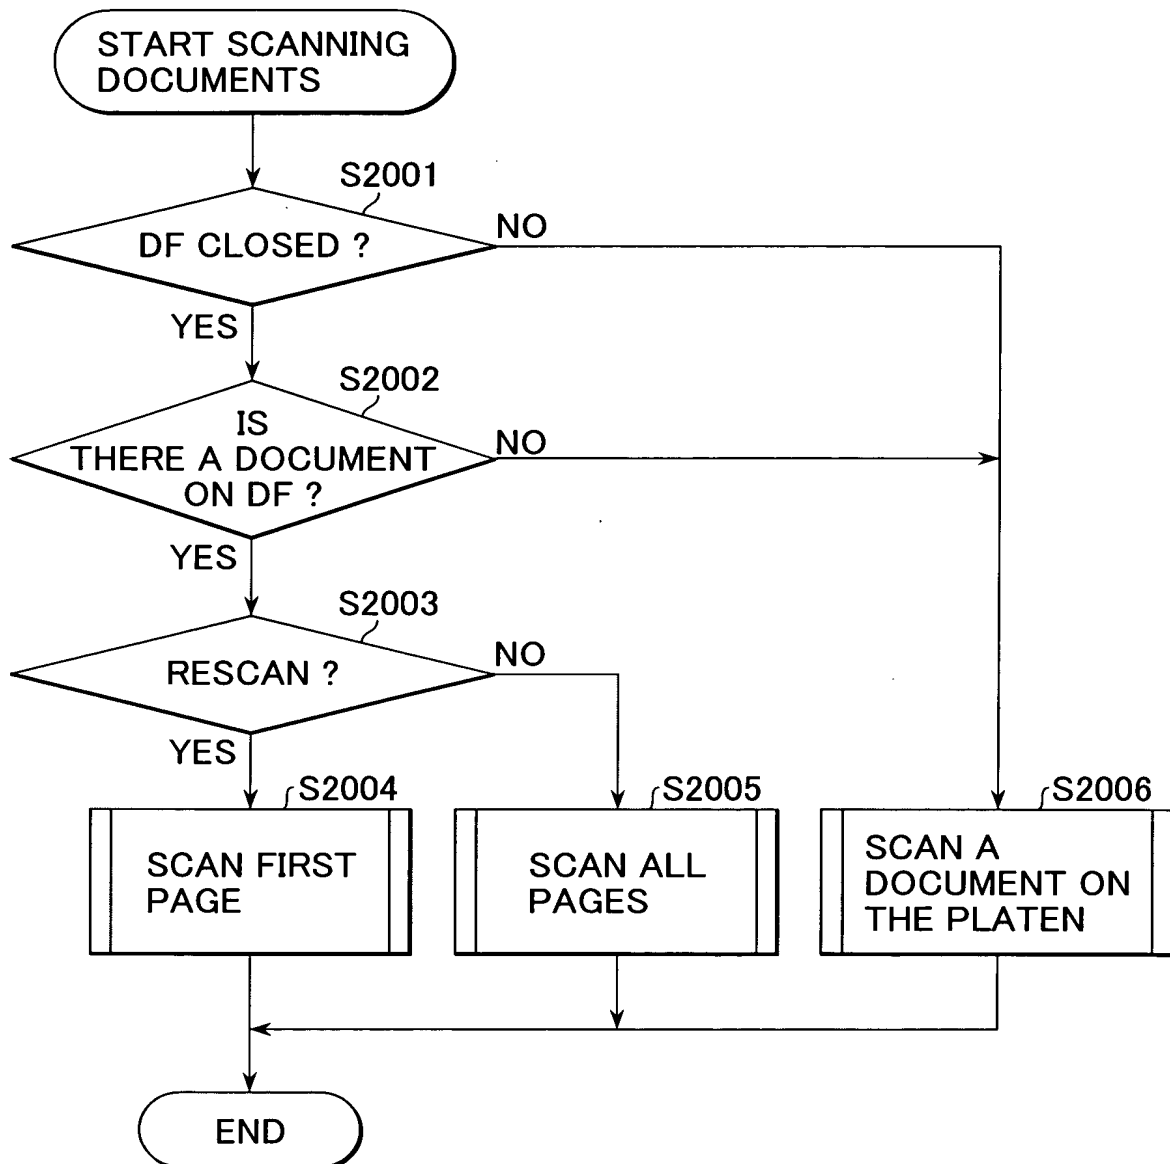 START SCANNING
DOCUMENTS
S2001
DF CLOSED ?
NO
YES
S2002
IS
THERE A DOCUMENT
ON DF ?
NO
YES
S2003
RESCAN ?
NO
YES
S2004
SCAN FIRST
PAGE
S2005
SCAN ALL
PAGES
S2006
SCAN A
DOCUMENT ON
THE PLATEN
END